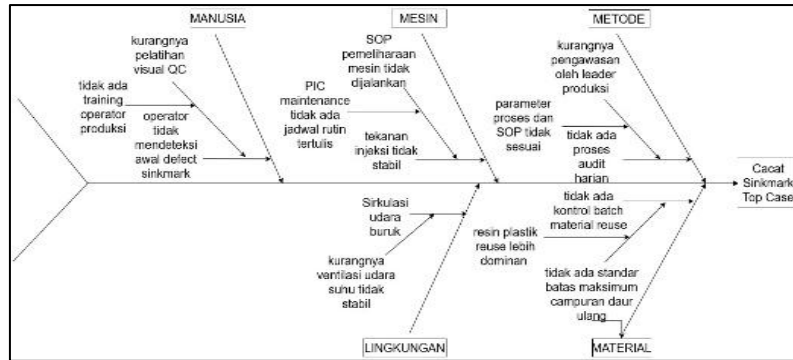 MANUSIA
MESIN
METODE
kurangnya
pelatihan
visual QC
tidak ada
training
operator
produksi
operator
tidak
mendeteksi
awal defect
sinkmark
SOP
pemeliharaan
mesin tidak
dijalankan
PIC
maintenance
tidak ada
jadwal rutin
tertulis
tekanan
injeksi tidak
stabil
kurangnya
pengawasan
oleh leader
produksi
parameter
proses dan
SOP tidak
sesuai
tidak ada
proses
audit
harian
Cacat
Sinkmark
Top Case
Sirkulasi
udara
buruk
kurangnya
ventilasi udara
suhu tidak
stabil
tidak ada
kontrol batch
material reuse
resin plastik
reuse lebih
dominan
tidak ada standar
batas maksimum
campuran daur
ulang
LINGKUNGAN
MATERIAL